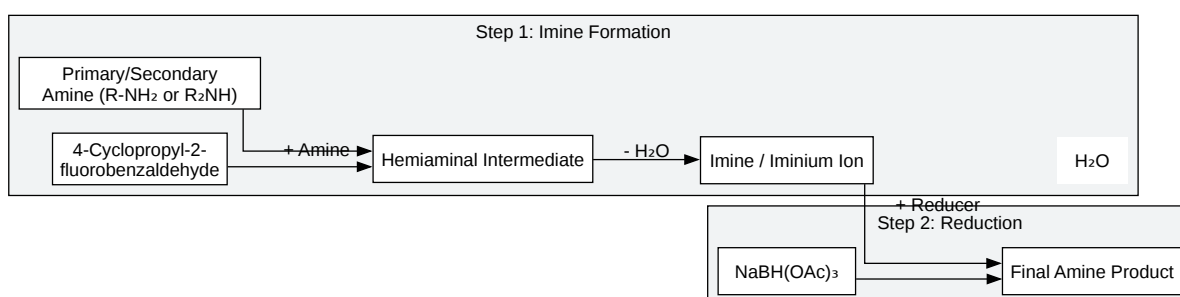 Step 1: Imine Formation
Primary/Secondary
Amine (R-NH₂ or R₂NH)
4-Cyclopropyl-2-
fluorobenzaldehyde
+ Amine
Hemiaminal Intermediate
- H₂O
Imine / Iminium Ion
H₂O
+ Reducer
Step 2: Reduction
NaBH(OAc)₃
Final Amine Product